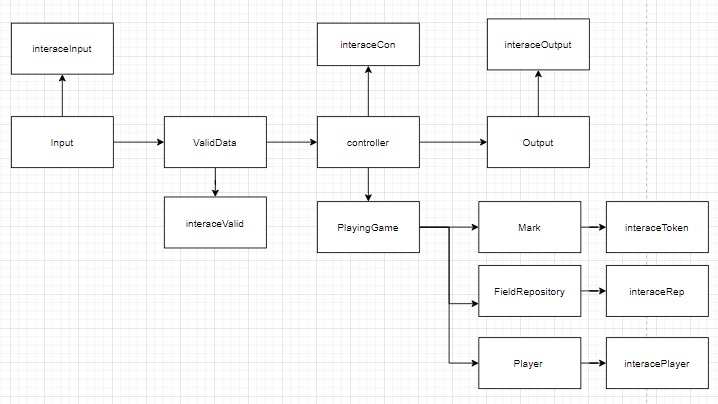 interaceInput
interaceCon
interaceOutput
Input
ValidData
controller
Output
interaceValid
PlayingGame
Mark
interaceToken
FieldRepository
interaceRep
Player
interacePlayer